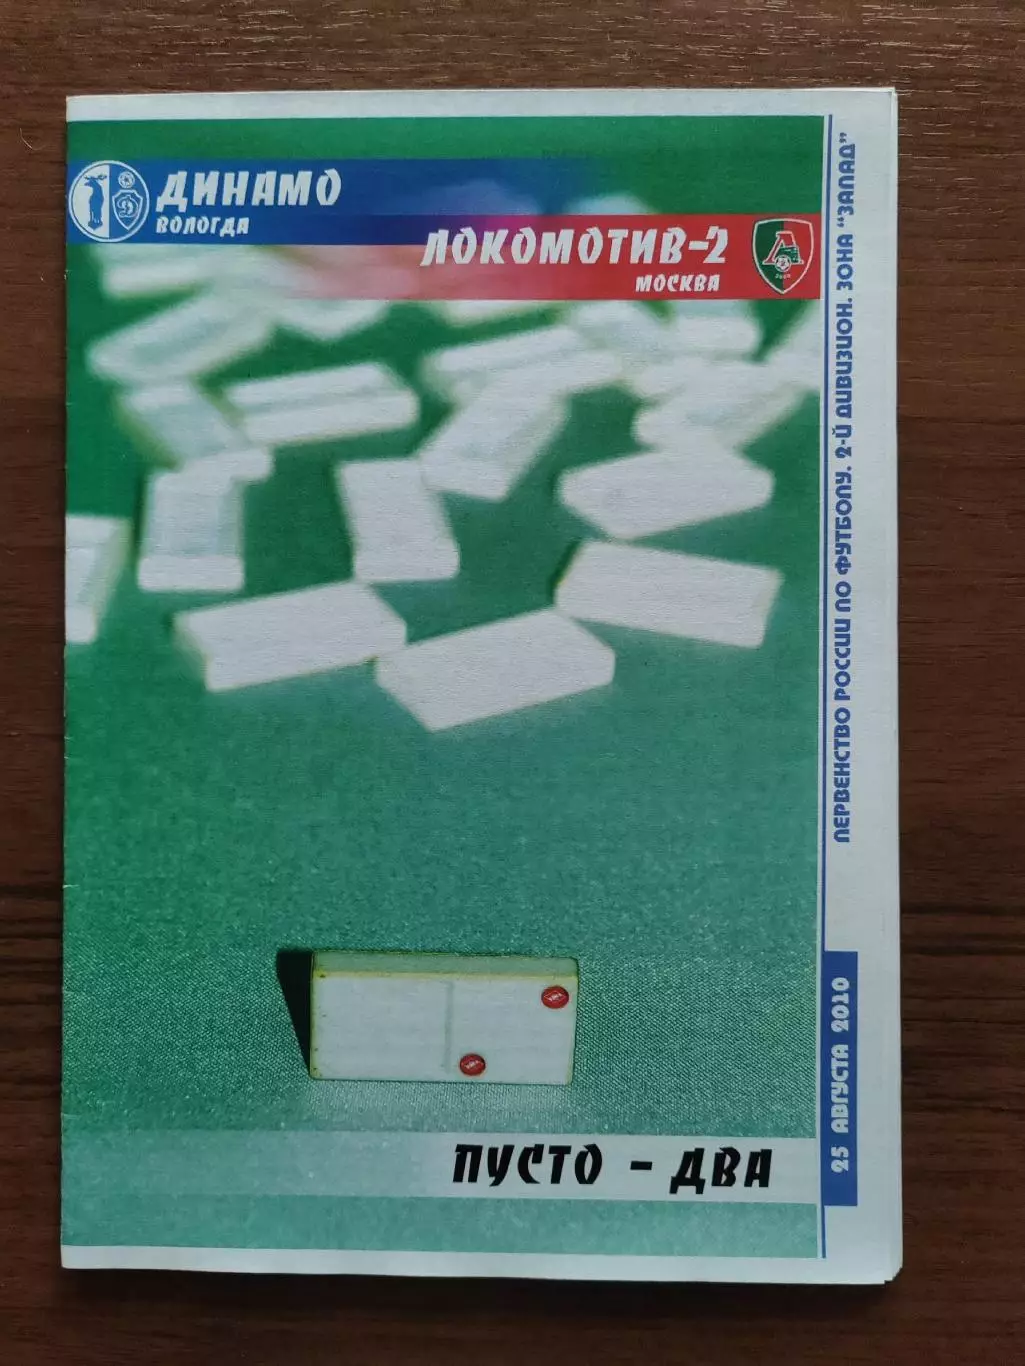 ДИНАМО
ВОЛОГДА
ЛОКОМОТИВ-2
МОСКВА
ПЕРВЕНСТВО РОССИИ ПО ФУТБОЛУ. 2-Й ДИВИЗИОН. ЗОНА "ЗАПАД"
25 АВГУСТА 2010
ПУСТО - ДВА